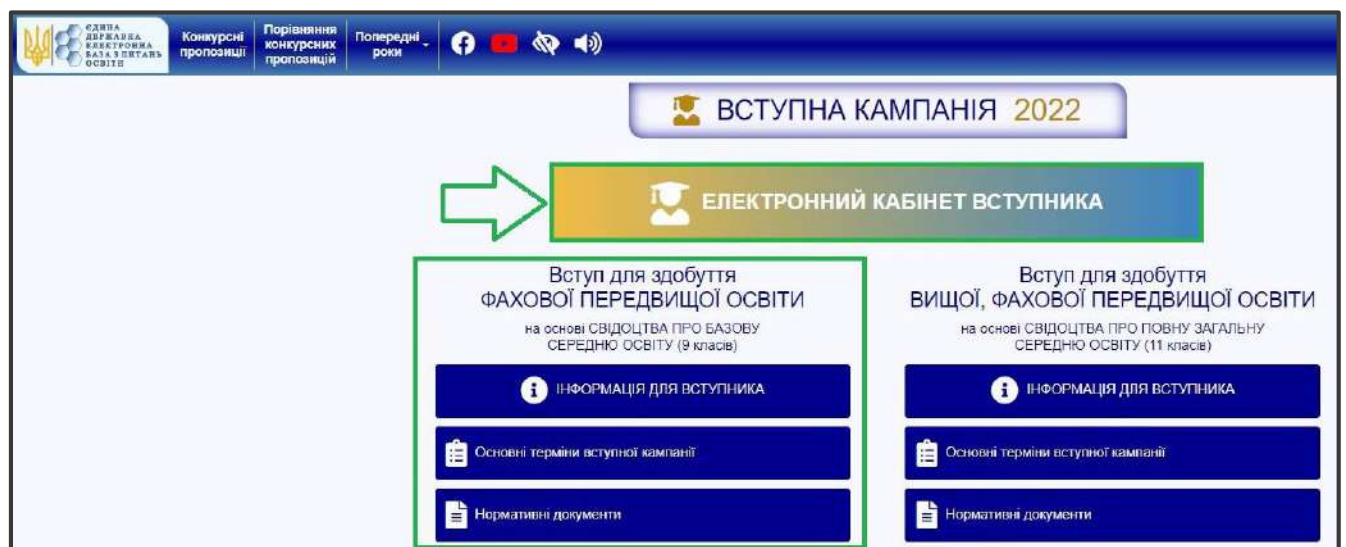 ЄДИНА
ДЕРЖАВНА
ЕЛЕКТРОННА
БАЗА З ПИТАНЬ
ОСВІТИ
Конкурсні
пропозиції
Порівняння
конкурсних
пропозицій
Попередні
роки
ВСТУПНА КАМПАНІЯ 2022
ЕЛЕКТРОННИЙ КАБІНЕТ ВСТУПНИКА
Вступ для здобуття
ФАХОВОЇ ПЕРЕДВИЩОЇ ОСВІТИ
на основі СВІДОЦТВА ПРО БАЗОВУ
СЕРЕДНЮ ОСВІТУ (9 класів)
ІНФОРМАЦІЯ ДЛЯ ВСТУПНИКА
Основні терміни вступної кампанії
Нормативні документи
Вступ для здобуття
ВИЩОЇ, ФАХОВОЇ ПЕРЕДВИЩОЇ ОСВІТИ
на основі СВІДОЦТВА ПРО ПОВНУ ЗАГАЛЬНУ
СЕРЕДНЮ ОСВІТУ (11 класів)
ІНФОРМАЦІЯ ДЛЯ ВСТУПНИКА
Основні терміни вступної кампанії
Нормативні документи